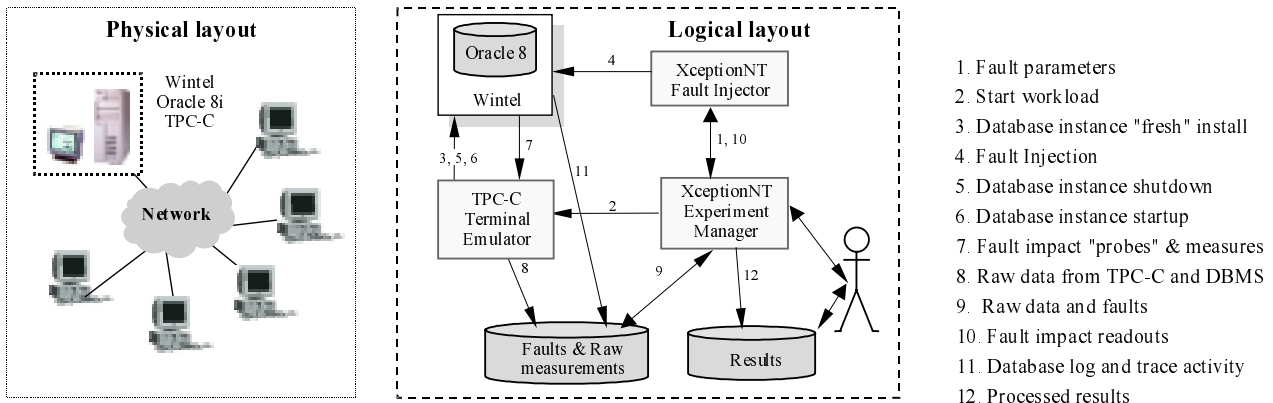 Physical layout
Wintel
Oracle 8i
TPC-C
Network
Logical layout
Oracle 8
Wintel
4
XceptionNT
Fault Injector
3, 5, 6
7
11
1, 10
TPC-C
Terminal
Emulator
2
XceptionNT
Experiment
Manager
8
9
12
Faults & Raw
measurements
Results
1. Fault parameters
2. Start workload
3. Database instance "fresh" install
4. Fault Injection
5. Database instance shutdown
6. Database instance startup
7. Fault impact "probes" & measures
8. Raw data from TPC-C and DBMS
9. Raw data and faults
10. Fault impact readouts
11. Database log and trace activity
12. Processed results